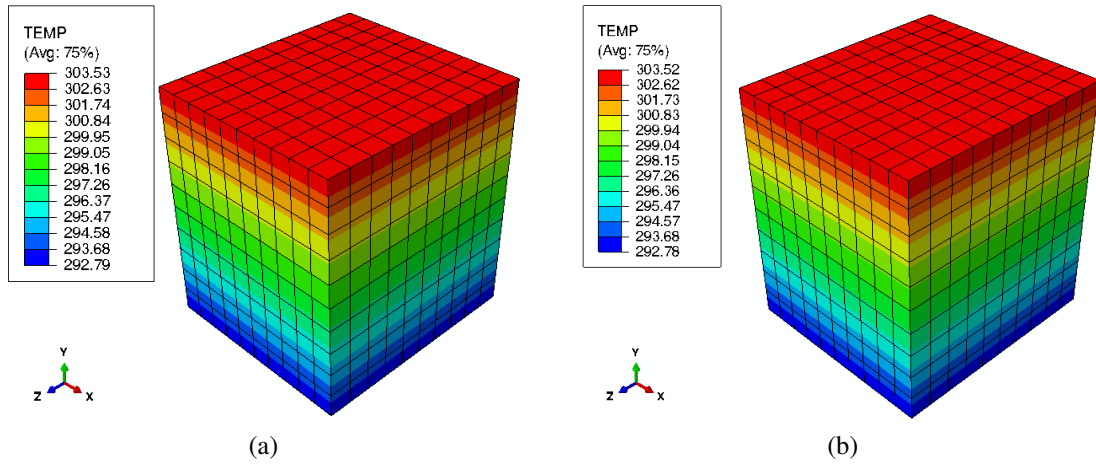 TEMP
(Avg: 75%)
303.53
302.63
301.74
300.84
299.95
299.05
298.16
297.26
296.37
295.47
294.58
293.68
292.79
Y
Z
X
(a)
TEMP
(Avg: 75%)
303.52
302.62
301.73
300.83
299.94
299.04
298.15
297.26
296.36
295.47
294.57
293.68
292.78
Y
Z
X
(b)